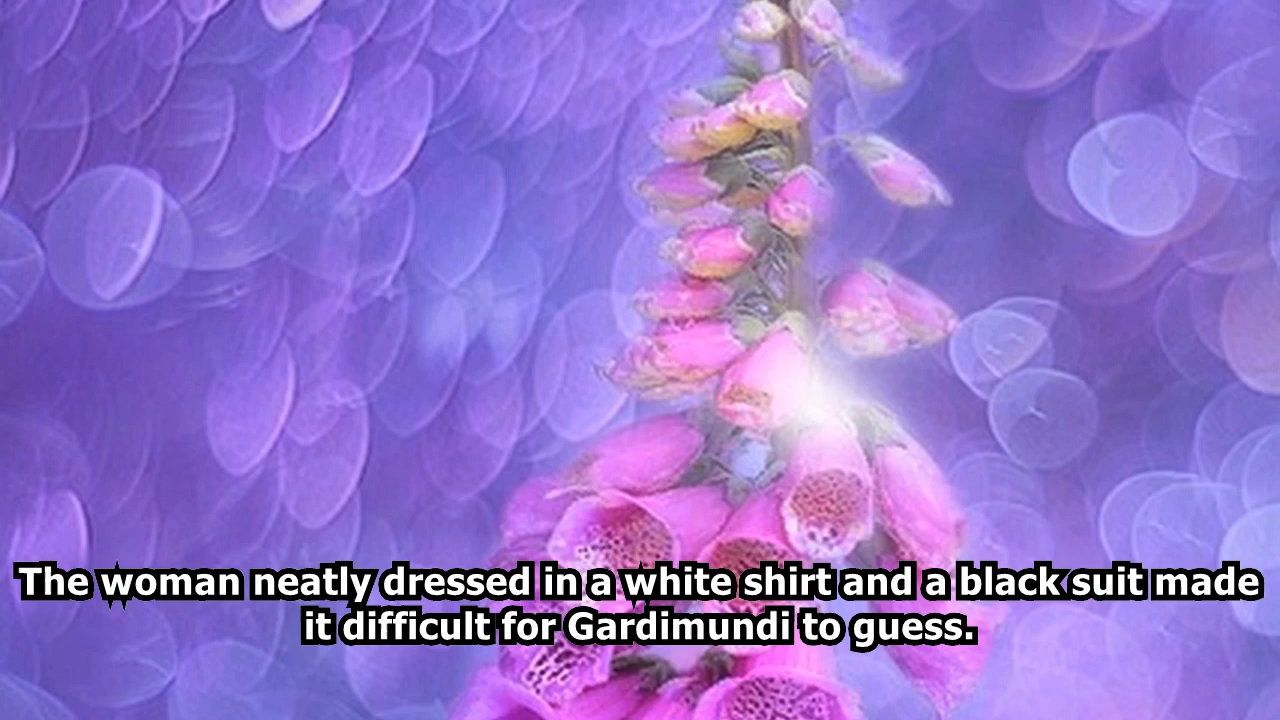 The woman neatly dressed in a white shirt and a black suit made
it difficult for Gardimundi to guess.